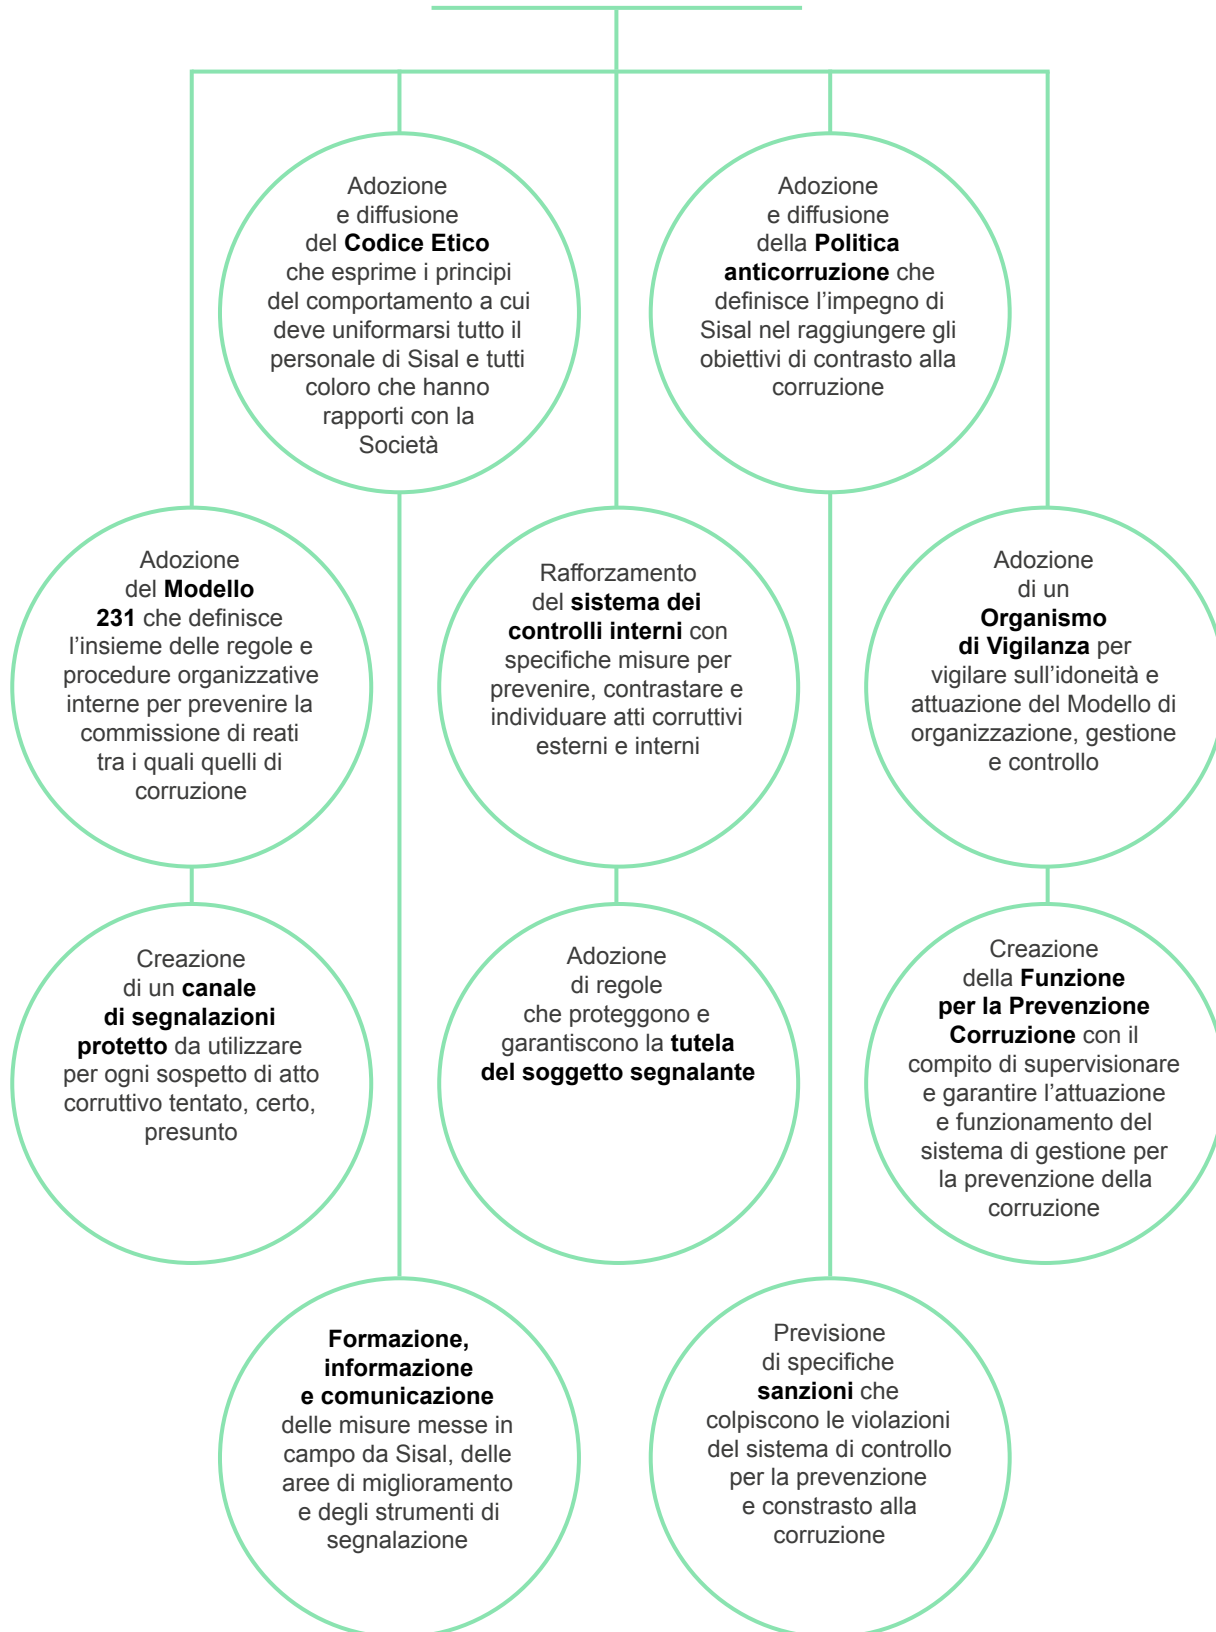 Adozione
e diffusione
del Codice Etico
che esprime i principi
del comportamento a cui
deve uniformarsi tutto il
personale di Sisal e tutti
coloro che hanno
rapporti con la
Società
Adozione
e diffusione
della Politica
anticorruzione che
definisce l’impegno di
Sisal nel raggiungere gli
obiettivi di contrasto alla
corruzione
Adozione
del Modello
231 che definisce
l’insieme delle regole e
procedure organizzative
interne per prevenire la
commissione di reati
tra i quali quelli di
corruzione
Rafforzamento
del sistema dei
controlli interni con
specifiche misure per
prevenire, contrastare e
individuare atti corruttivi
esterni e interni
Adozione
di un
Organismo
di Vigilanza per
vigilare sull’idoneità e
attuazione del Modello di
organizzazione, gestione
e controllo
Creazione
di un canale
di segnalazioni
protetto da utilizzare
per ogni sospetto di atto
corruttivo tentato, certo,
presunto
Adozione
di regole
che proteggono e
garantiscono la tutela
del soggetto segnalante
Creazione
della Funzione
per la Prevenzione
Corruzione con il
compito di supervisionare
e garantire l’attuazione
e funzionamento del
sistema di gestione per
la prevenzione della
corruzione
Formazione,
informazione
e comunicazione
delle misure messe in
campo da Sisal, delle
aree di miglioramento
e degli strumenti di
segnalazione
Previsione
di specifiche
sanzioni che
colpiscono le violazioni
del sistema di controllo
per la prevenzione
e constrasto alla
corruzione